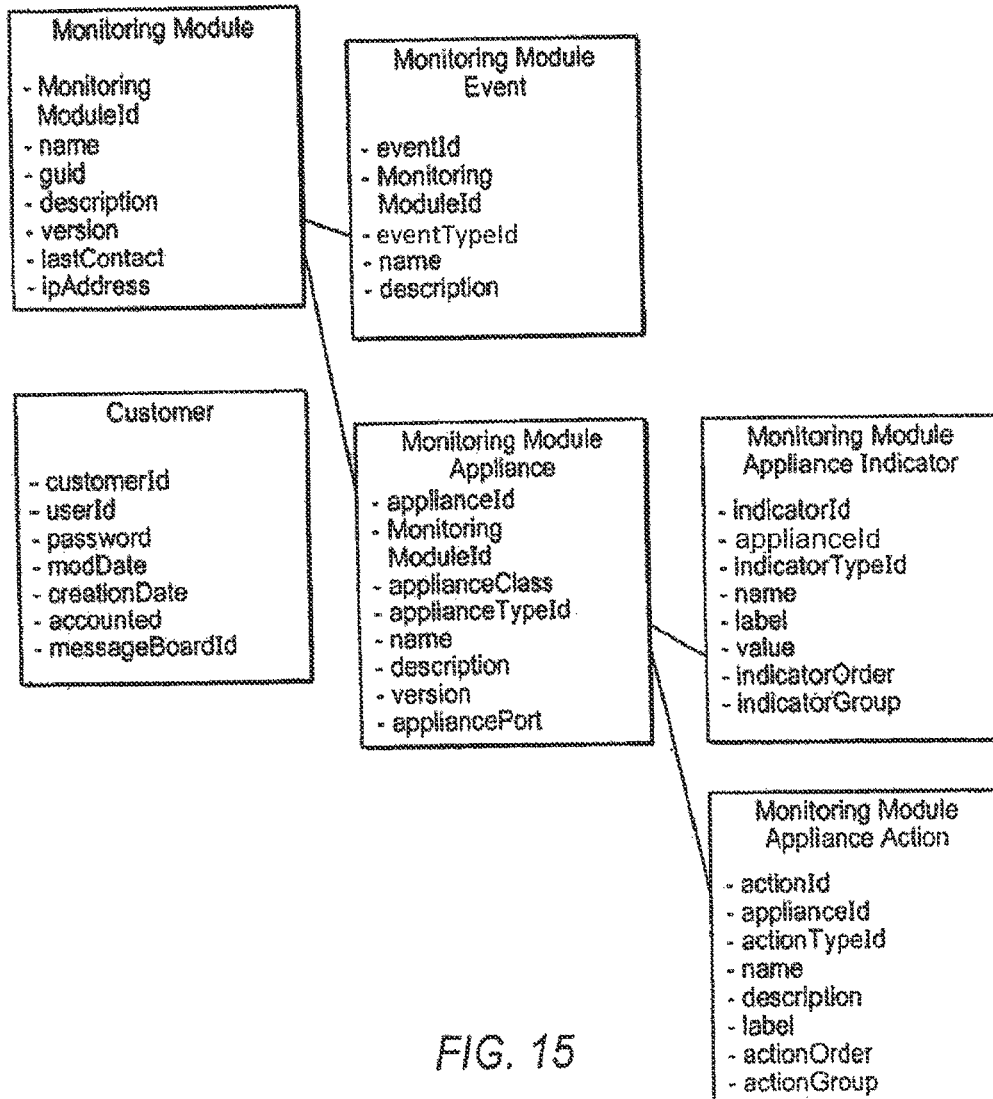 Monitoring Module
- Monitoring
ModuleId
- name
- guid
- description
- version
- lastContact
- ipAddress
Monitoring Module
Event
- eventId
- Monitoring
ModuleId
- eventTypeId
- name
- description
Customer
- customerId
- userId
- password
- modDate
- creationDate
- accounted
- messageBoardId
Monitoring Module
Appliance
- applianceId
- Monitoring
ModuleId
- applianceClass
- applianceTypeId
- name
- description
- version
- appliancePort
Monitoring Module
Appliance Indicator
- indicatorId
- applianceId
- indicatorTypeId
- name
- label
- value
- indicatorOrder
- indicatorGroup
Monitoring Module
Appliance Action
- actionId
- applianceId
- actionTypeId
- name
- description
- label
- actionOrder
- actionGroup
FIG. 15